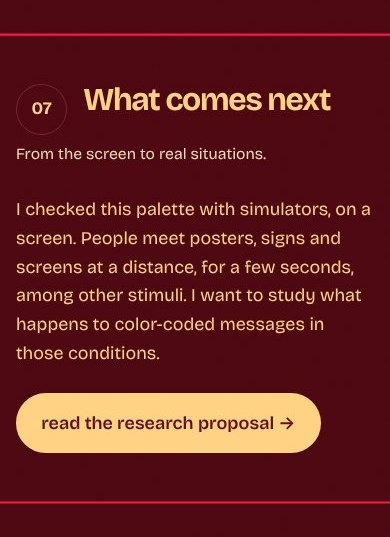 07
What comes next
From the screen to real situations.
I checked this palette with simulators, on a
screen. People meet posters, signs and
screens at a distance, for a few seconds,
among other stimuli. I want to study what
happens to color-coded messages in
those conditions.
read the research proposal →